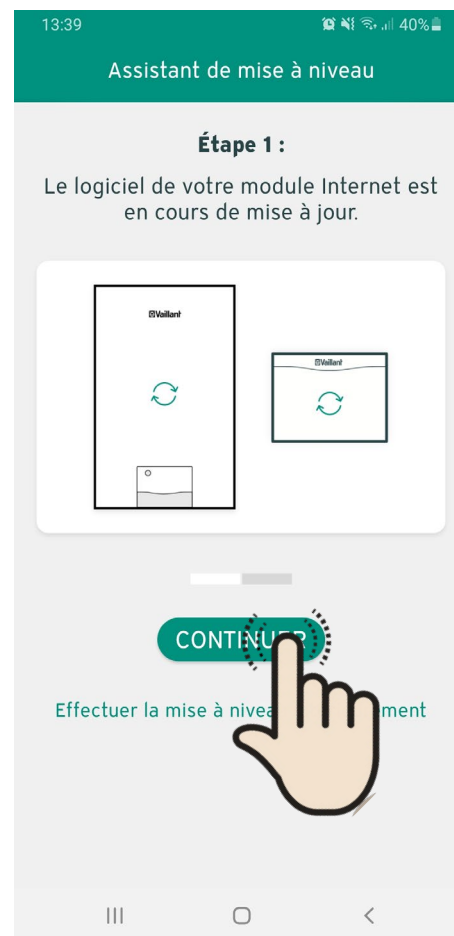 13:39
40%
Assistant de mise à niveau
Étape 1 :
Le logiciel de votre module Internet est
en cours de mise à jour.
Vaillant
Vaillant
CONTINUER
Effectuer la mise à